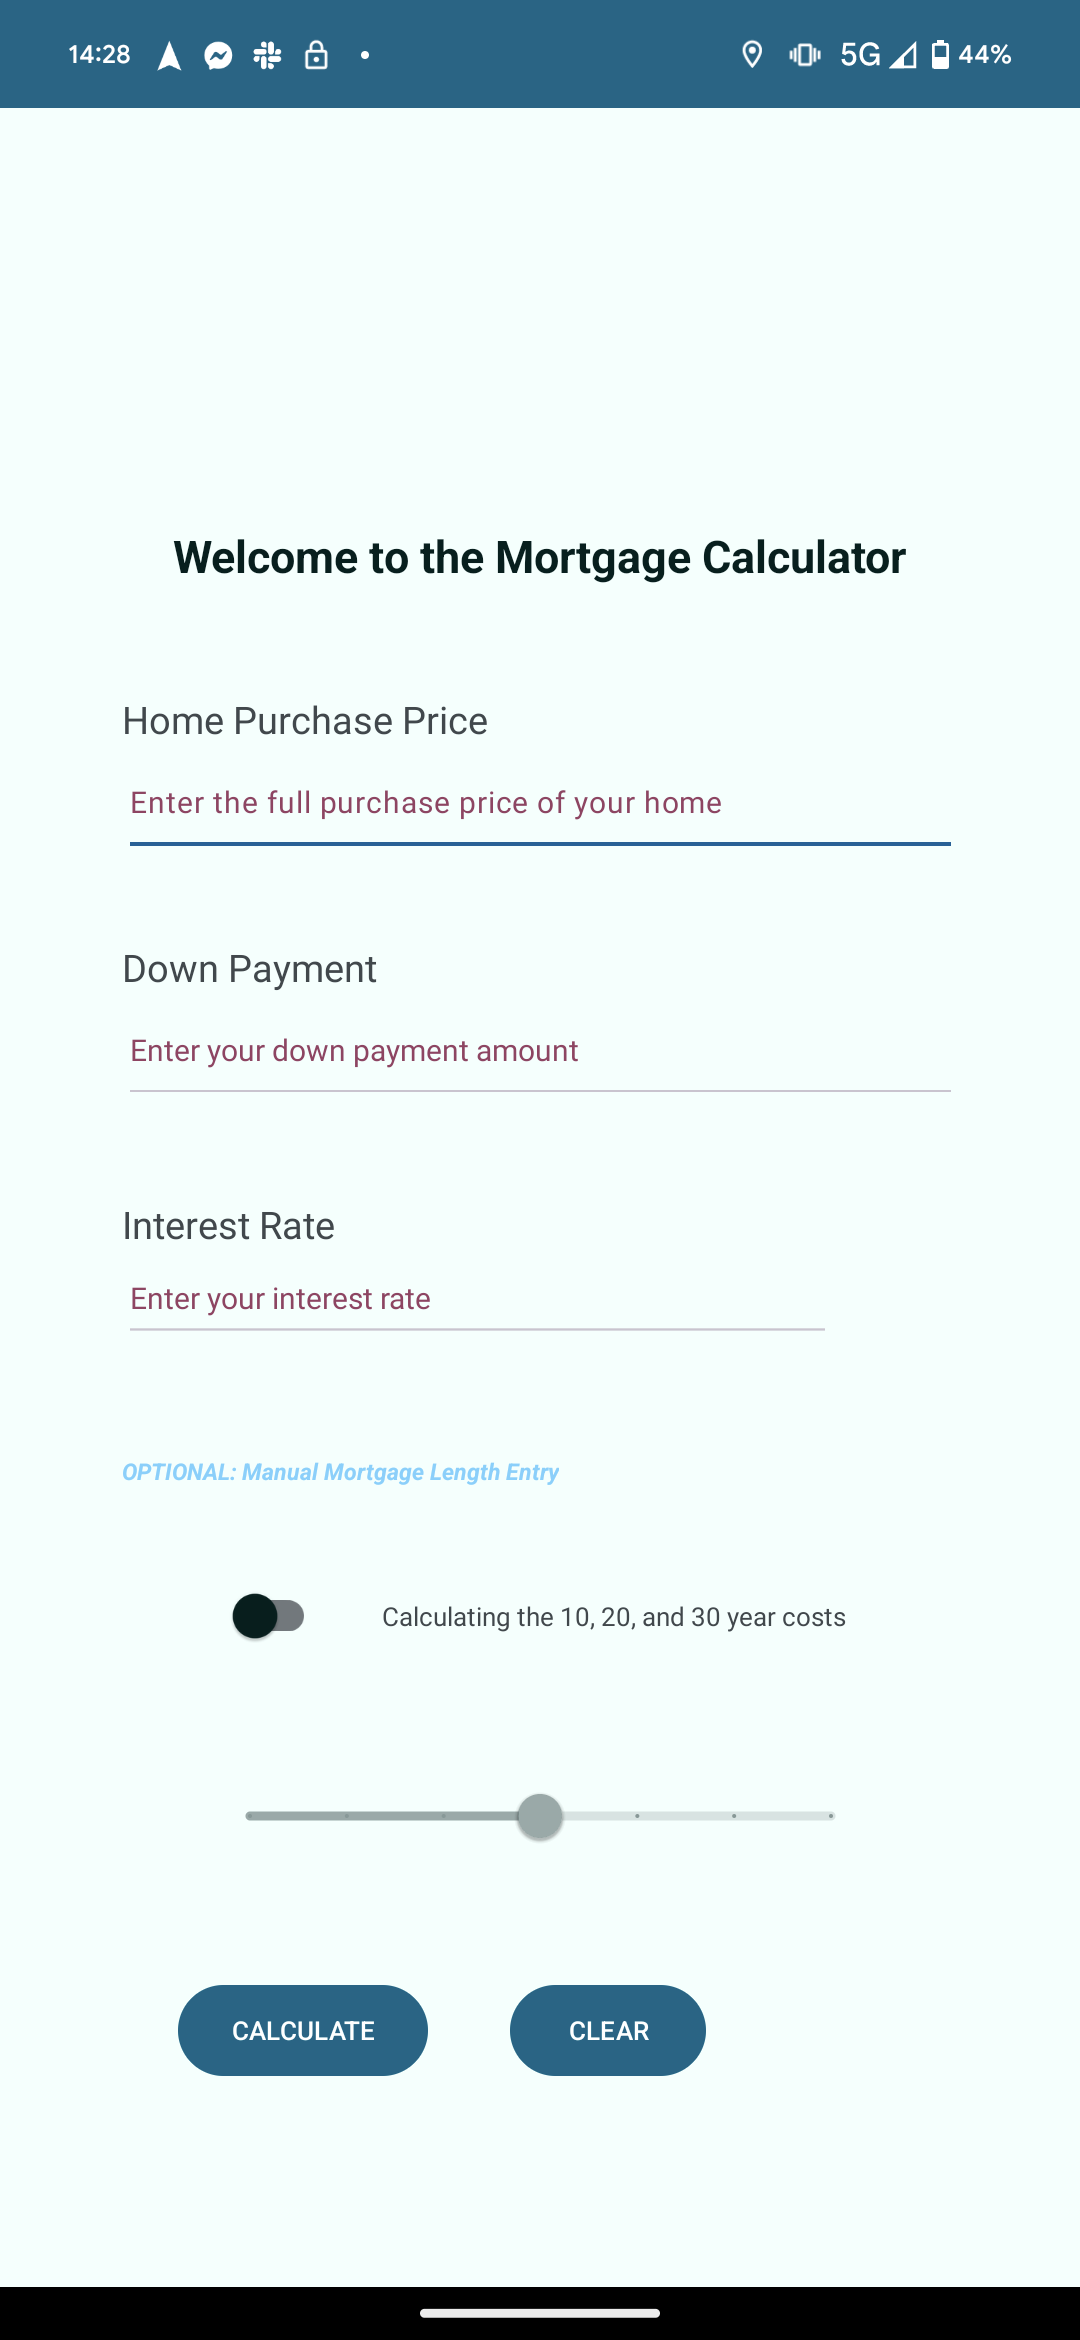 14:28
5G 44%
Welcome to the Mortgage Calculator
Home Purchase Price
Enter the full purchase price of your home
Down Payment
Enter your down payment amount
Interest Rate
Enter your interest rate
OPTIONAL: Manual Mortgage Length Entry
Calculating the 10, 20, and 30 year costs
CALCULATE CLEAR